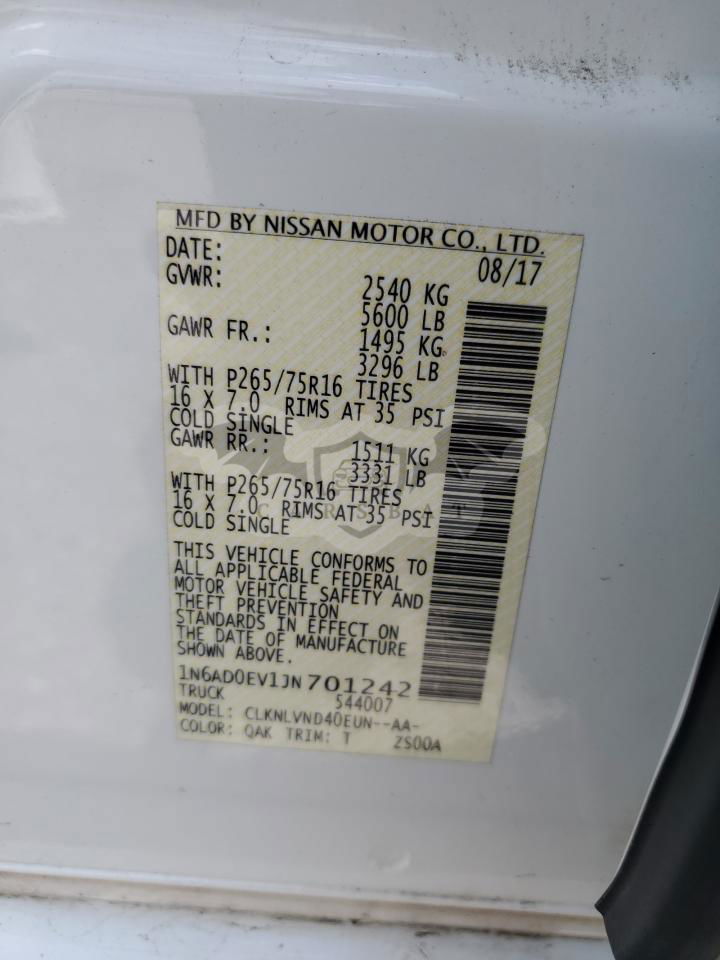 MFD BY NISSAN MOTOR CO., LTD.
DATE: 08/17
GVWR: 2540 KG
5600 LB
GAWR FR.: 1495 KG
3296 LB
WITH P265/75R16 TIRES
16 X 7.0 RIMS AT 35 PSI
COLD SINGLE
GAWR RR.: 1511 KG
3331 LB
WITH P265/75R16 TIRES
16 X 7.0 RIMS AT 35 PSI
COLD SINGLE
CARSBAT
THIS VEHICLE CONFORMS TO
ALL APPLICABLE FEDERAL
MOTOR VEHICLE SAFETY AND
THEFT PREVENTION
STANDARDS IN EFFECT ON
THE DATE OF MANUFACTURE
SHOWN ABOVE.
1N6AD0EV1JN701242
TRUCK 544007
MODEL: CLKNLVND40EUN--AA-
COLOR: QAK TRIM: T ZS00A